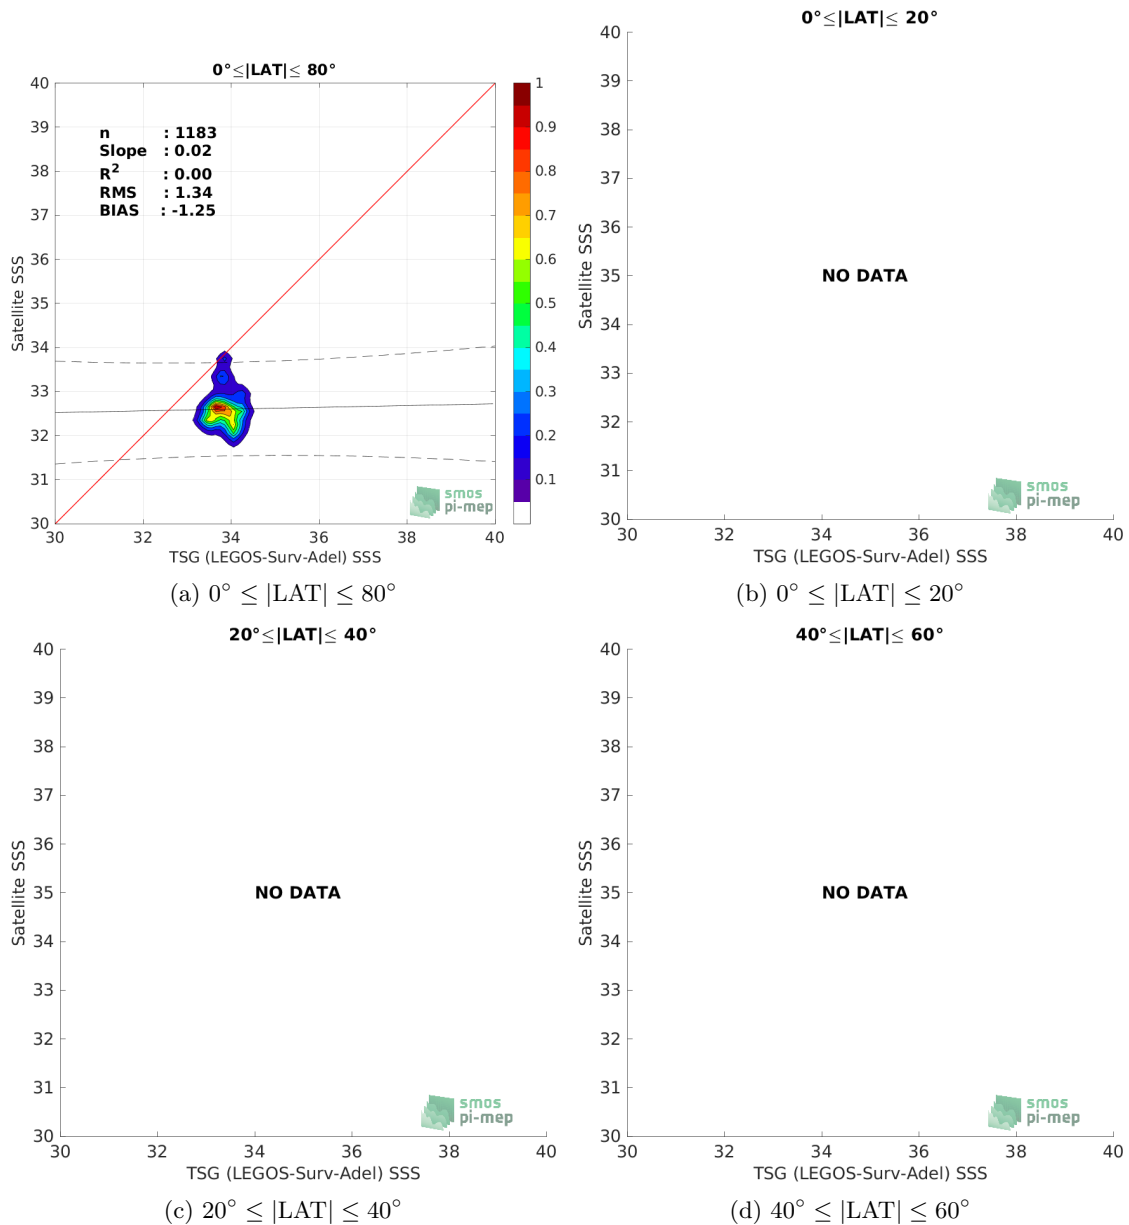 0°≤|LAT|≤ 80°
n : 1183
Slope : 0.02
R² : 0.00
RMS : 1.34
BIAS : -1.25
40
39
38
37
36
35
34
33
32
31
30
Satellite SSS
30 32 34 36 38 40
TSG (LEGOS-Surv-Adel) SSS
1
0.9
0.8
0.7
0.6
0.5
0.4
0.3
0.2
0.1
smos
pi-mep
(a) 0° ≤ |LAT| ≤ 80°
0°≤|LAT|≤ 20°
40
39
38
37
36
35
34
33
32
31
30
Satellite SSS
NO DATA
smos
pi-mep
30 32 34 36 38 40
TSG (LEGOS-Surv-Adel) SSS
(b) 0° ≤ |LAT| ≤ 20°
20°≤|LAT|≤ 40°
40
39
38
37
36
35
34
33
32
31
30
Satellite SSS
NO DATA
smos
pi-mep
30 32 34 36 38 40
TSG (LEGOS-Surv-Adel) SSS
(c) 20° ≤ |LAT| ≤ 40°
40°≤|LAT|≤ 60°
40
39
38
37
36
35
34
33
32
31
30
Satellite SSS
NO DATA
smos
pi-mep
30 32 34 36 38 40
TSG (LEGOS-Surv-Adel) SSS
(d) 40° ≤ |LAT| ≤ 60°